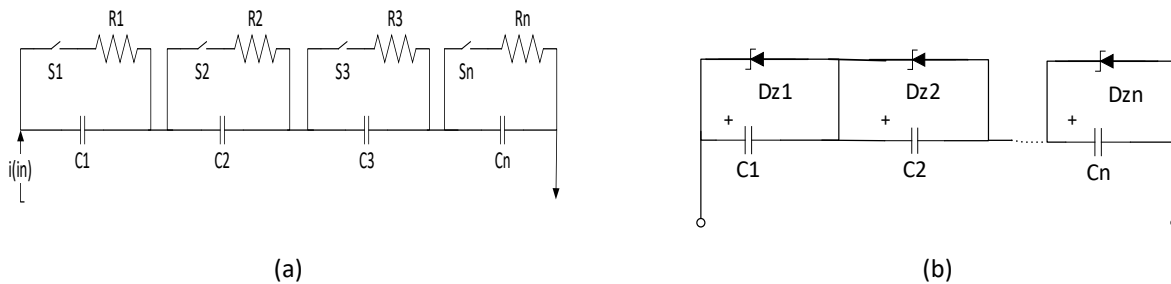 R1 R2 R3 Rn
S1 S2 S3 Sn
C1 C2 C3 Cn
i(in)
(a)
Dz1 Dz2 Dzn
+ + +
C1 C2 Cn
(b)